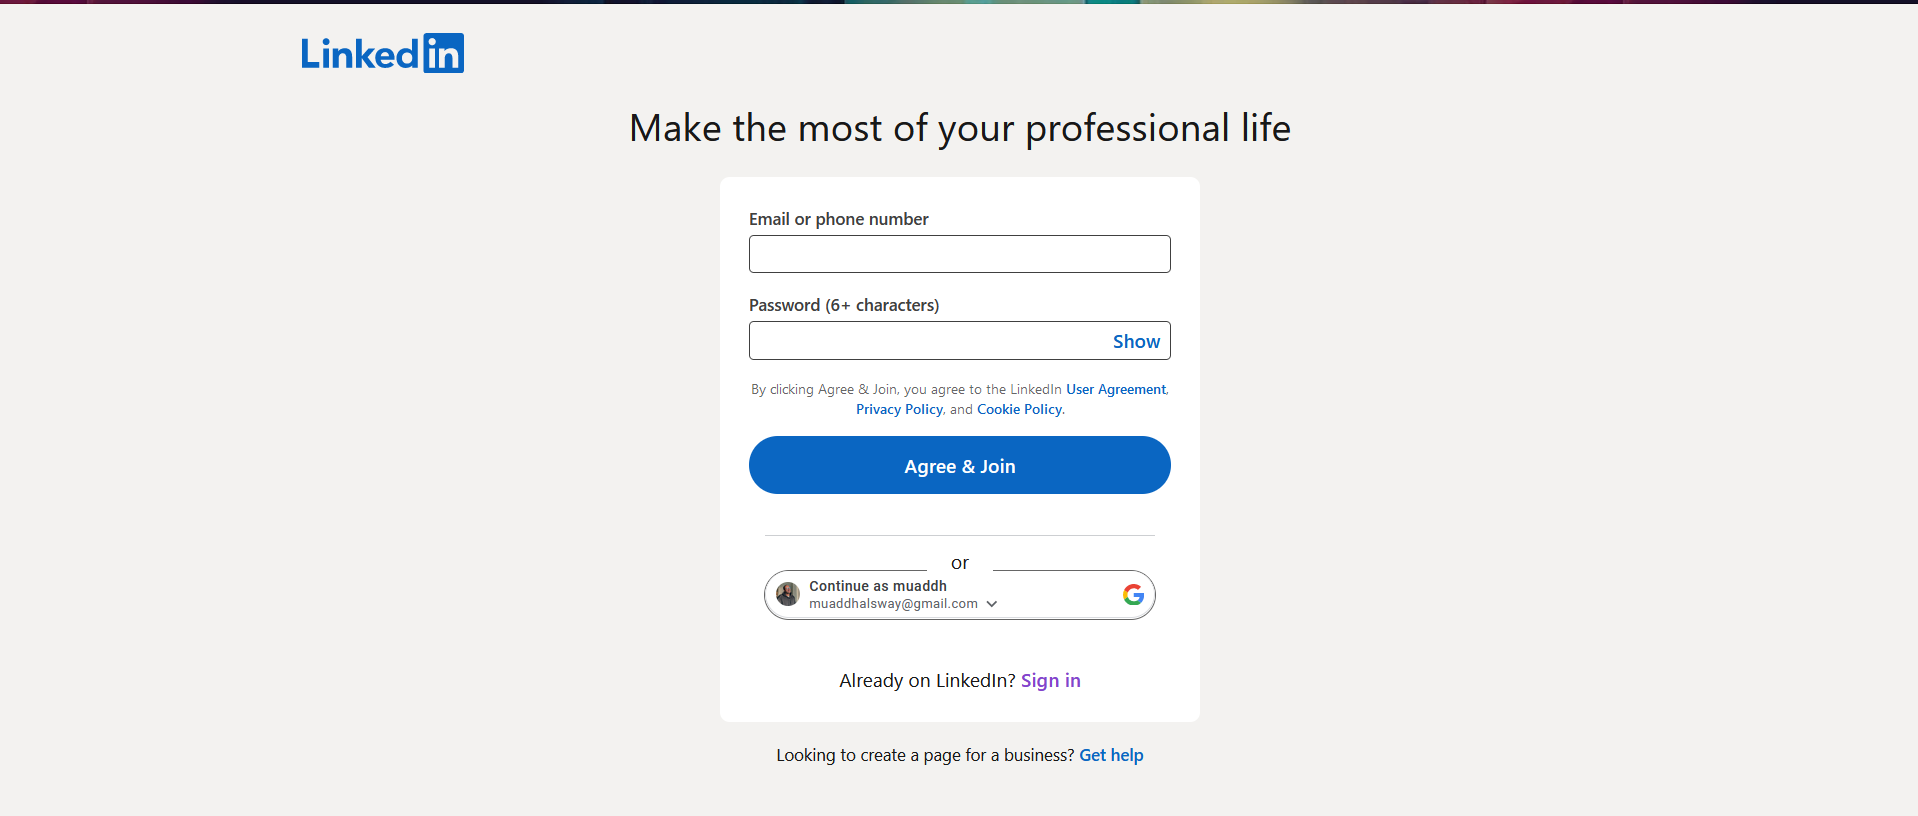 Linkedin
Make the most of your professional life
Email or phone number
Password (6+ characters)
Show
By clicking Agree & Join, you agree to the LinkedIn User Agreement,
Privacy Policy, and Cookie Policy.
Agree & Join
or
Continue as muaddh
muaddhalsway@gmail.com
Already on LinkedIn? Sign in
Looking to create a page for a business? Get help